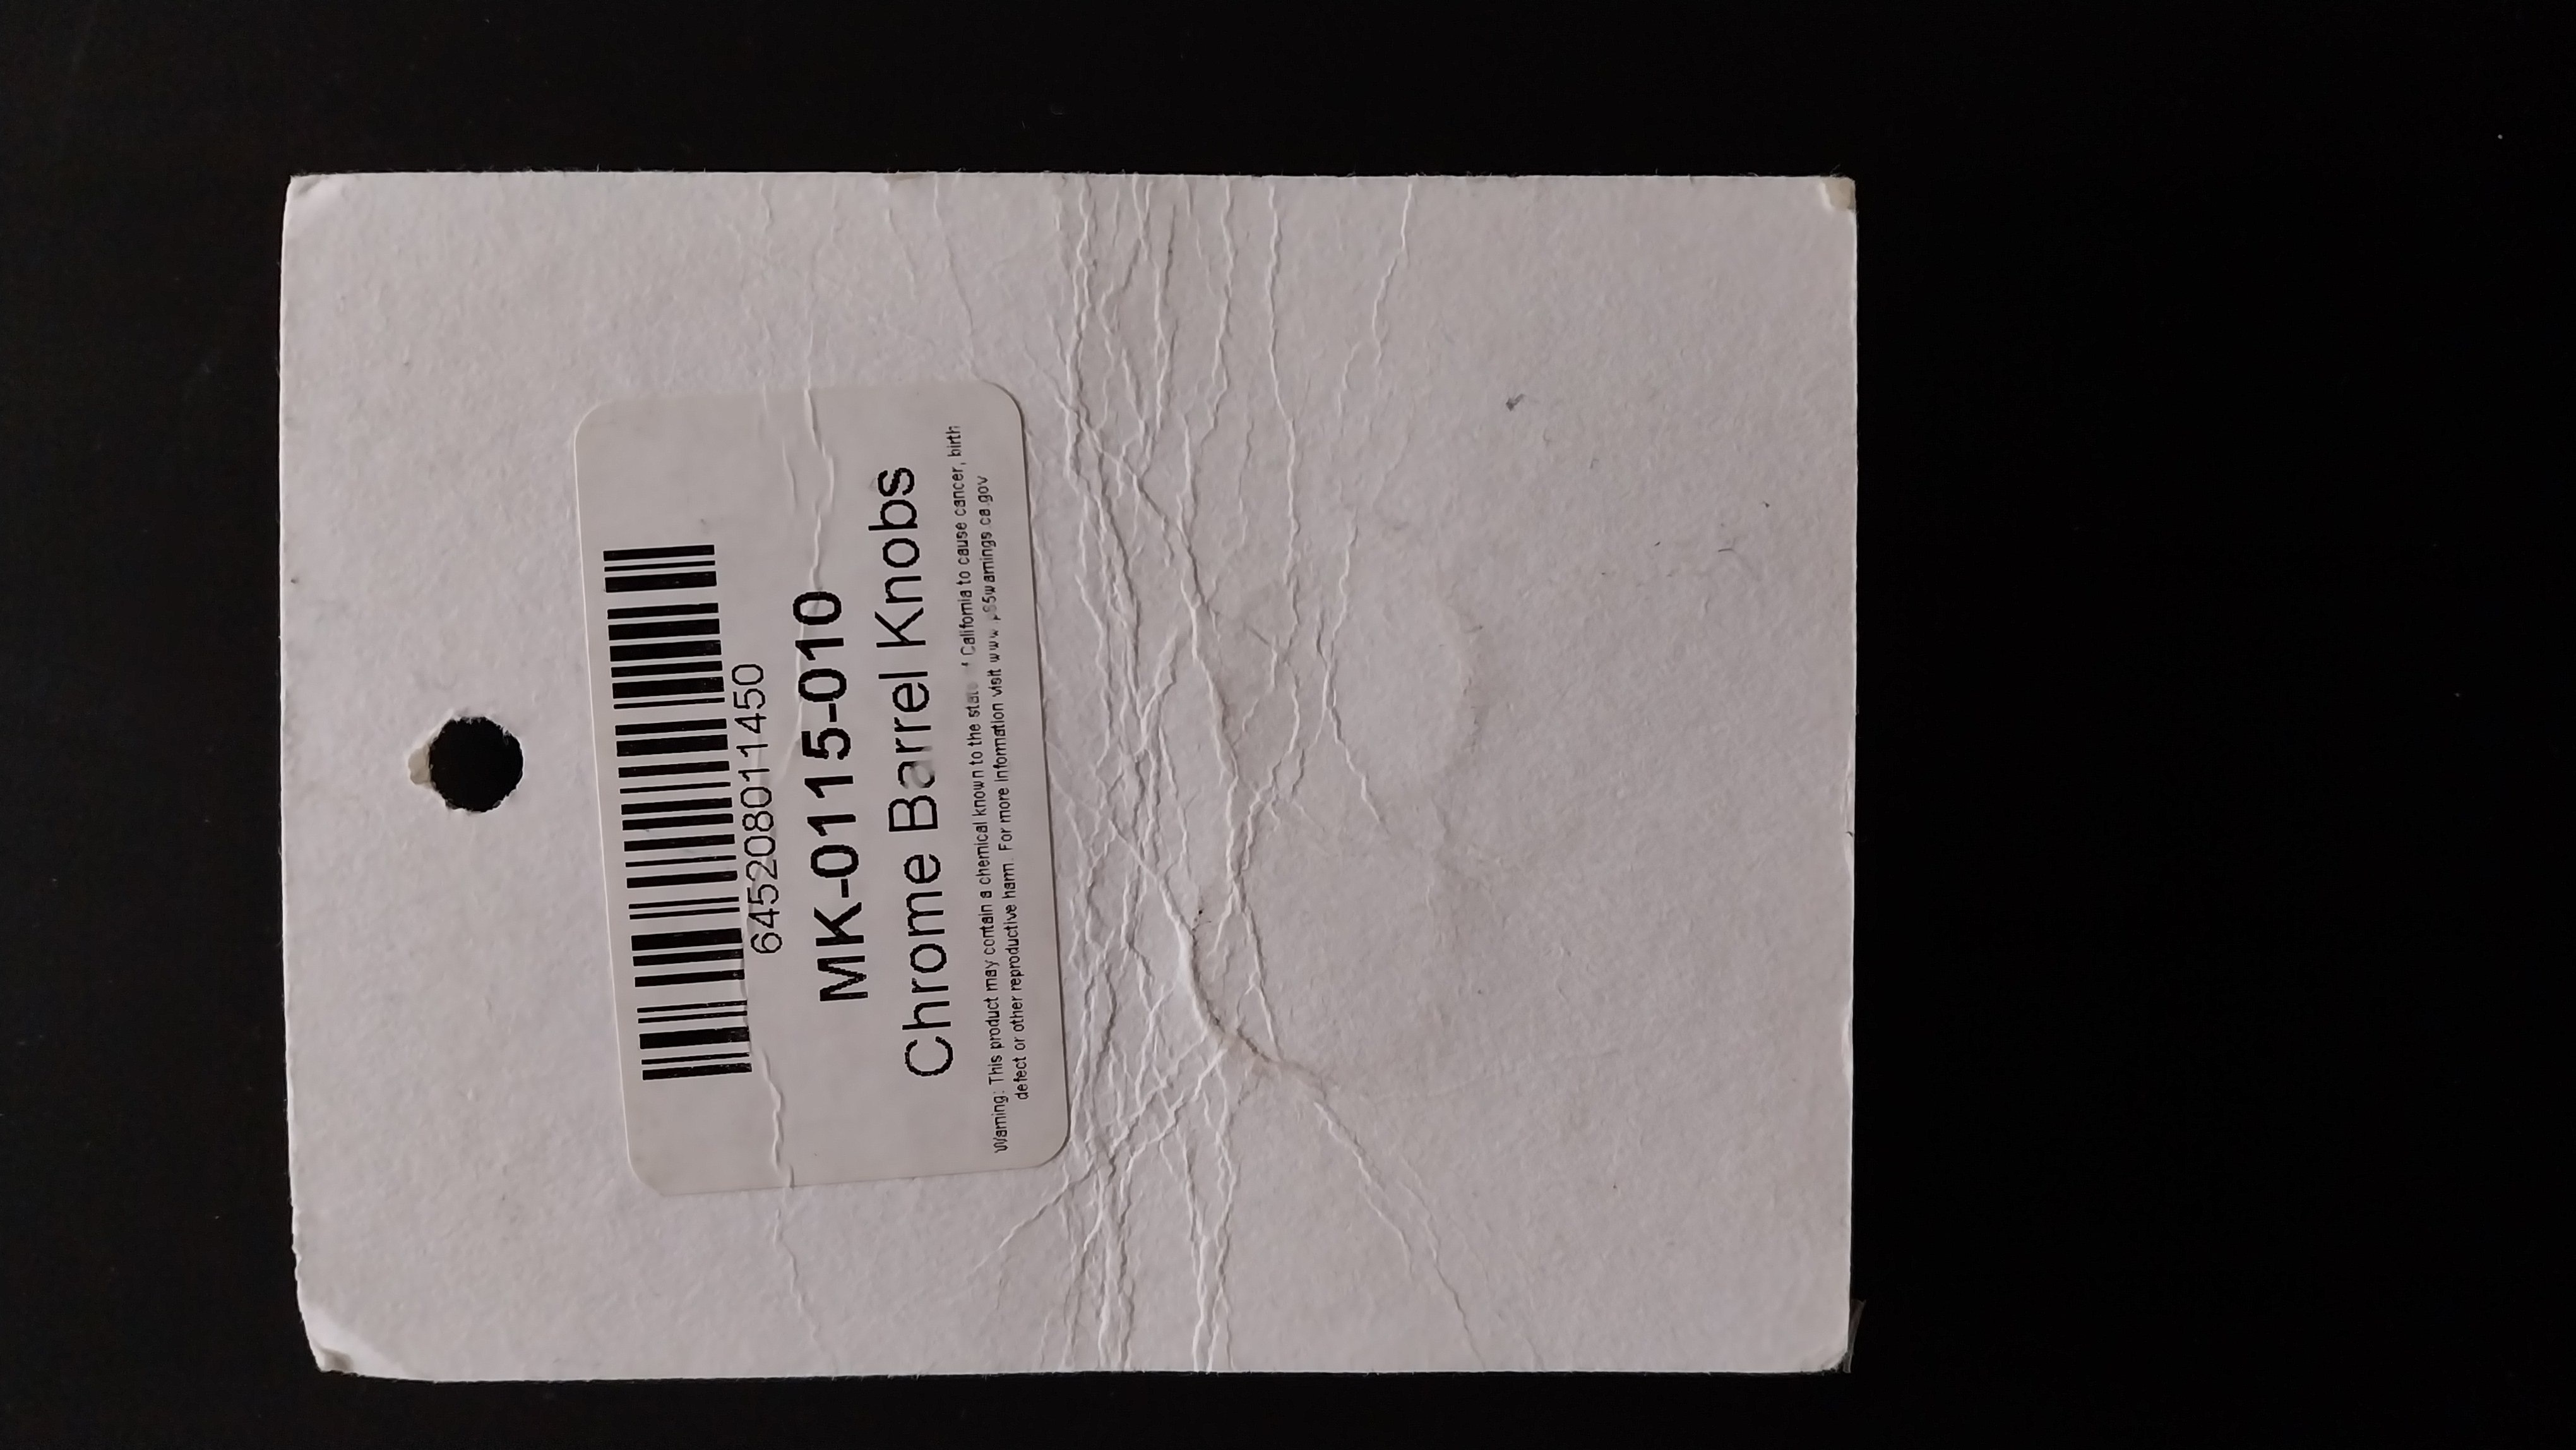 645208011450
MK-0115-010
Chrome Barrel Knobs
Warning: This product may contain a chemical known to the state California to cause cancer, birth
defect or other reproductive harm. For more information visit www.p65warnings.ca.gov